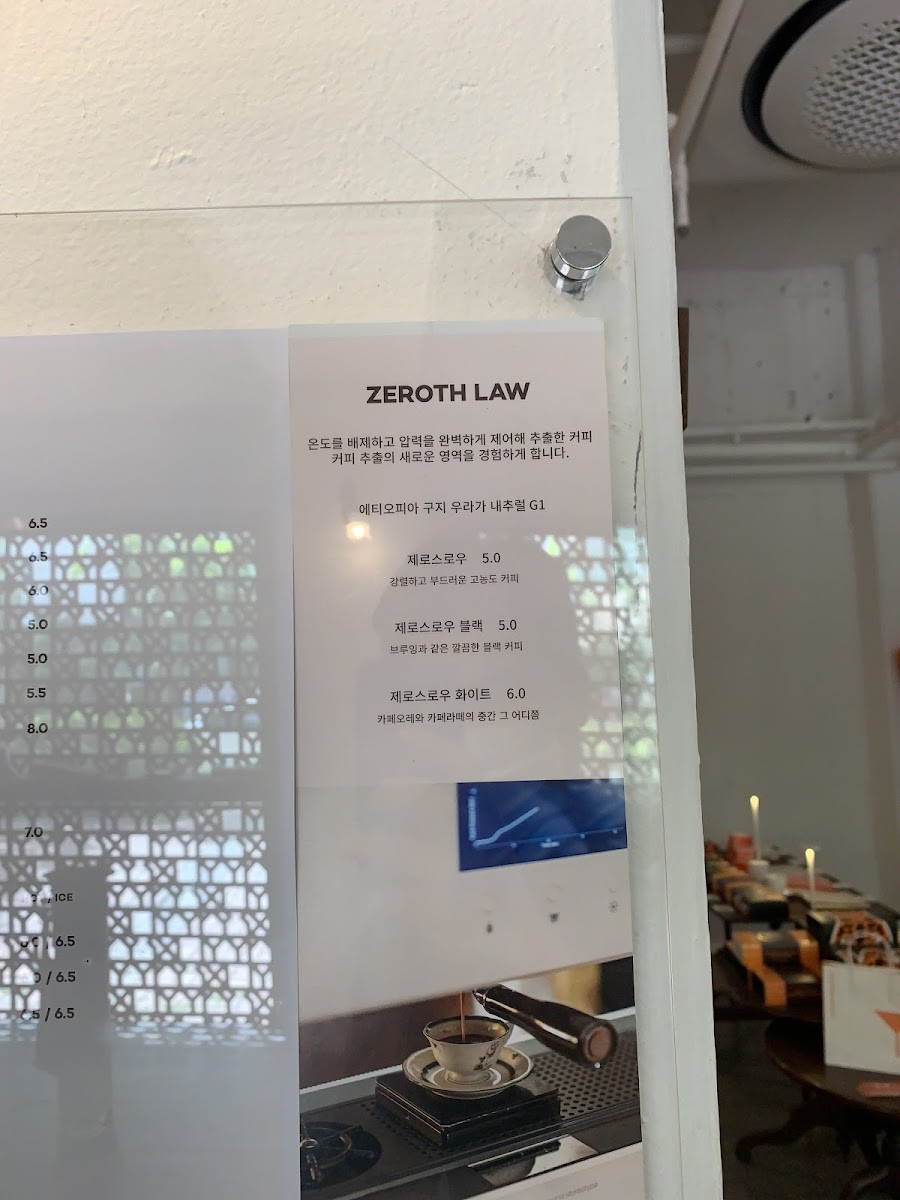 ZEROTH LAW
온도를 배제하고 압력을 완벽하게 제어해 추출한 커피
커피 추출의 새로운 영역을 경험하게 합니다.
에티오피아 구지 우라가 내추럴 G1
제로스로우 5.0
강렬하고 부드러운 고농도 커피
제로스로우 블랙 5.0
브루잉과 같은 깔끔한 블랙 커피
제로스로우 화이트 6.0
카페오레와 카페라떼의 중간 그 어디쯤
6.5
6.5
6.0
5.0
5.0
5.5
8.0
7.0
/ ICE
/ 6.5
/ 6.5
/ 6.5